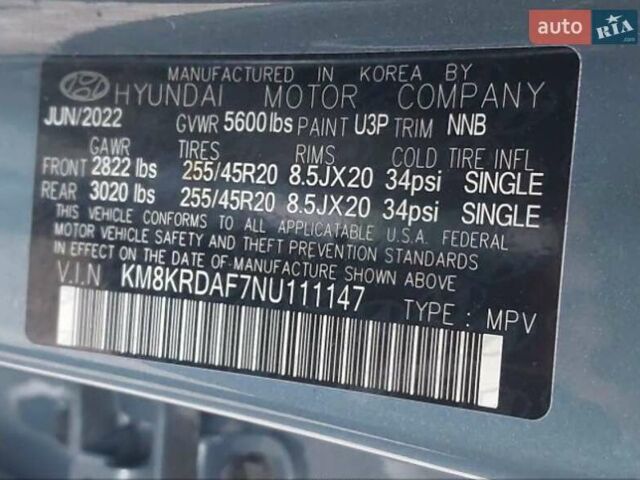 auto RIA .com
MANUFACTURED IN KOREA BY
HYUNDAI MOTOR COMPANY
JUN/2022 GVWR 5600lbs PAINT U3P TRIM NNB
GAWR TIRES RIMS COLD TIRE INFL
FRONT 2822 lbs 255/45R20 8.5JX20 34psi SINGLE
REAR 3020 lbs 255/45R20 8.5JX20 34psi SINGLE
THIS VEHICLE CONFORMS TO ALL APPLICATABLE U.S.A. FEDERAL
MOTOR VEHICLE SAFETY AND THEFT PREVENTION STANDARDS
IN EFFECT ON THE DATE OF MANUFACTURE SHOWN ABOVE.
V.I.N KM8KRDAF7NU111147
TYPE : MPV